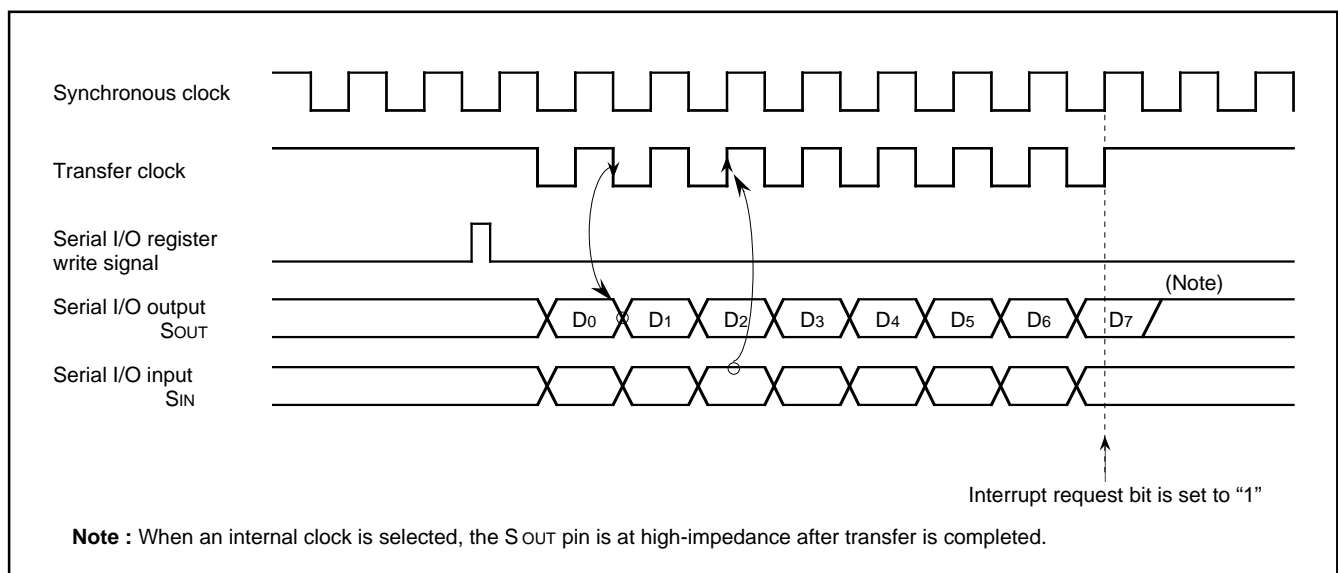 Synchronous clock
Transfer clock
Serial I/O register
write signal
(Note)
Serial I/O output
SOUT
D0 D1 D2 D3 D4 D5 D6 D7
Serial I/O input
SIN
Interrupt request bit is set to “1”
Note : When an internal clock is selected, the SOUT pin is at high-impedance after transfer is completed.